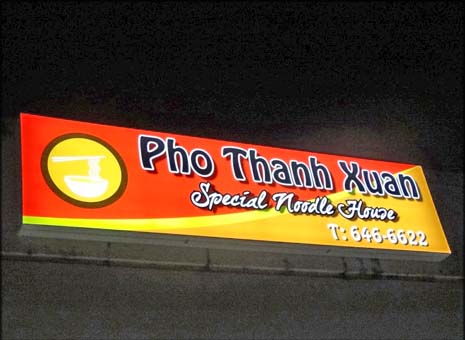 Pho Thanh Xuan
Special Noodle House
T: 646-6622